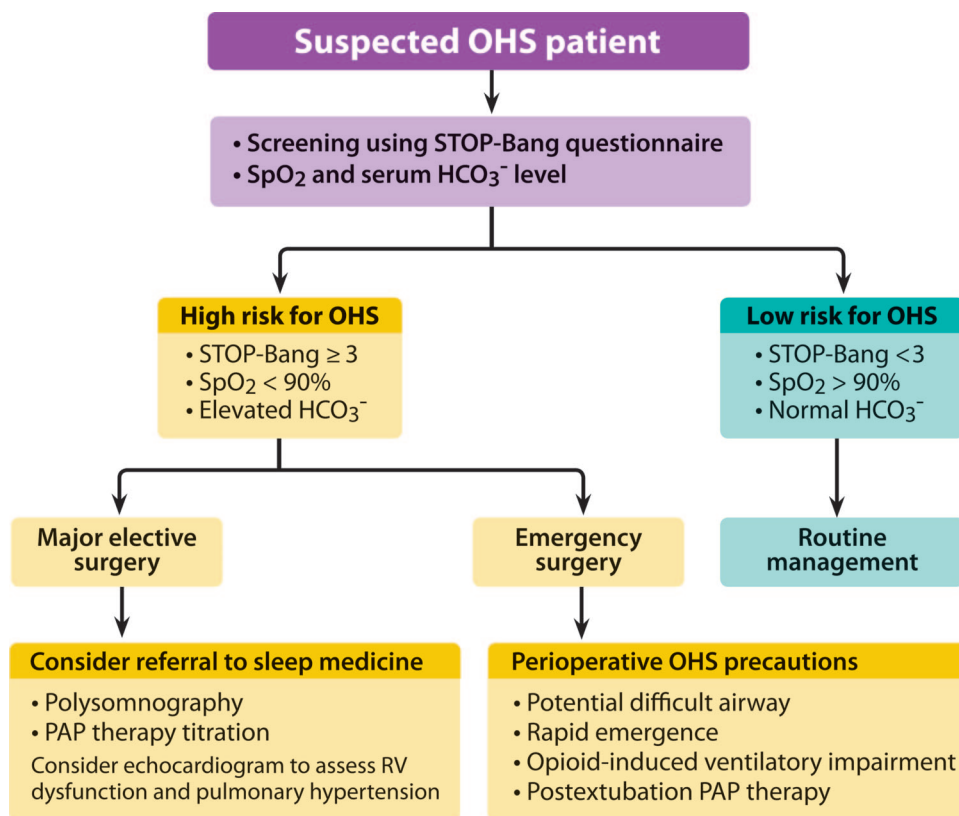 Suspected OHS patient
• Screening using STOP-Bang questionnaire
• SpO₂ and serum HCO₃⁻ level
High risk for OHS
• STOP-Bang ≥ 3
• SpO₂ < 90%
• Elevated HCO₃⁻
Low risk for OHS
• STOP-Bang <3
• SpO₂ > 90%
• Normal HCO₃⁻
Major elective
surgery
Emergency
surgery
Routine
management
Consider referral to sleep medicine
• Polysomnography
• PAP therapy titration
Consider echocardiogram to assess RV
dysfunction and pulmonary hypertension
Perioperative OHS precautions
• Potential difficult airway
• Rapid emergence
• Opioid-induced ventilatory impairment
• Postextubation PAP therapy